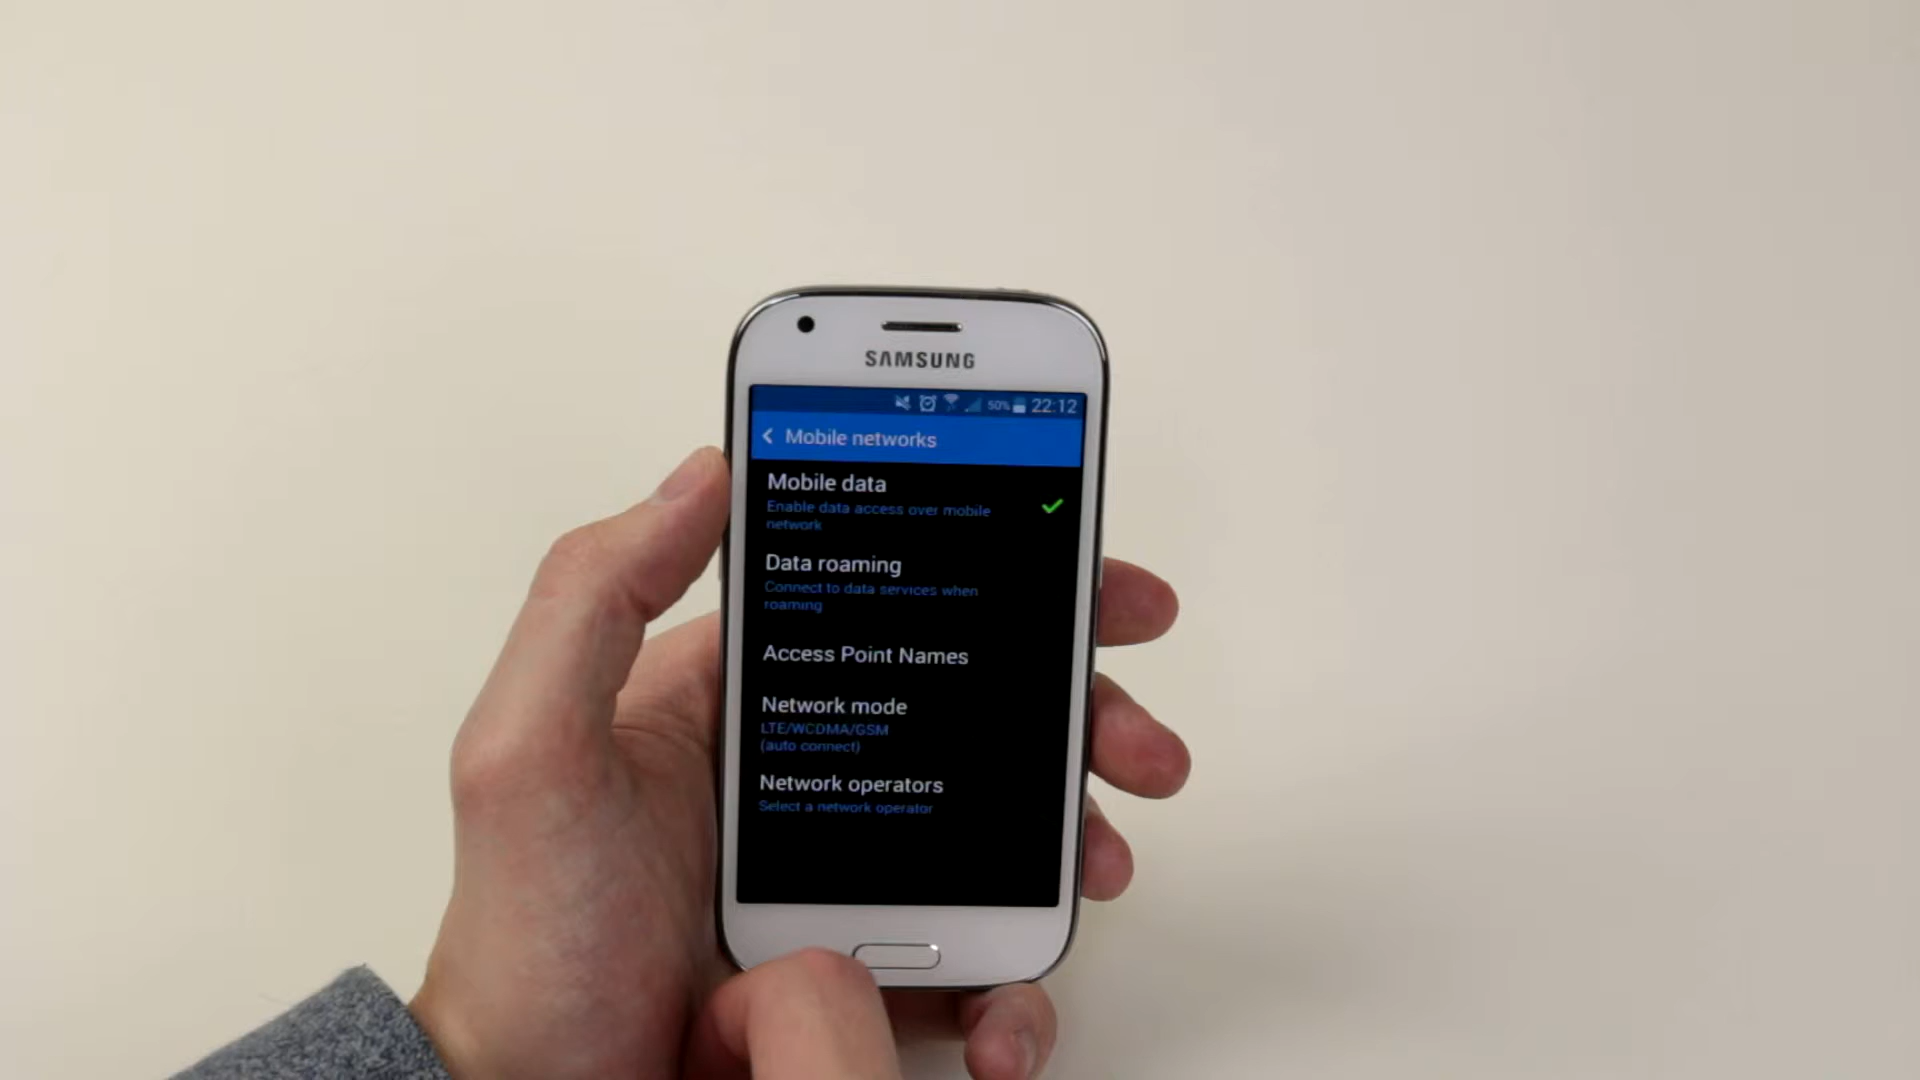 SAMSUNG
50% 22:12
Mobile networks
Mobile data
Enable data access over mobile
network
Data roaming
Connect to data services when
roaming
Access Point Names
Network mode
LTE/WCDMA/GSM
(auto connect)
Network operators
Select a network operator